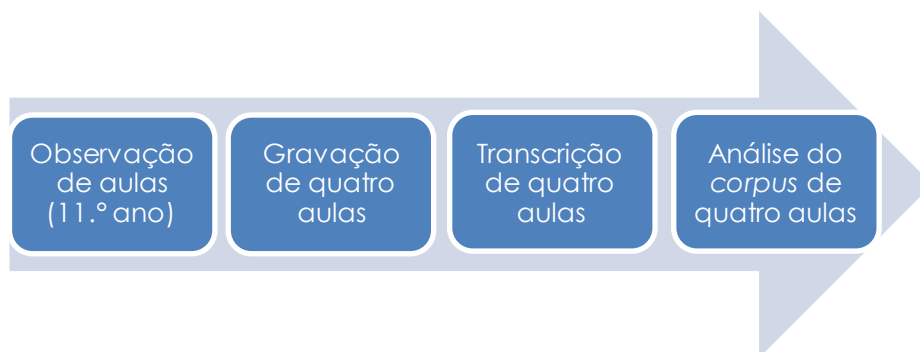 Observação
de aulas
(11.º ano)
Gravação
de quatro
aulas
Transcrição
de quatro
aulas
Análise do
corpus de
quatro aulas